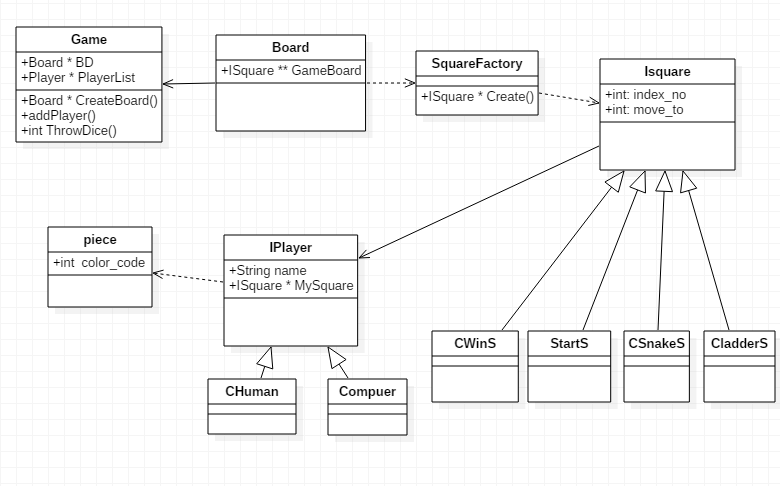 Game
+Board * BD
+Player * PlayerList
+Board * CreateBoard()
+addPlayer()
+int ThrowDice()
Board
+ISquare ** GameBoard
SquareFactory
+ISquare * Create()
Isquare
+int: index_no
+int: move_to
piece
+int color_code
IPlayer
+String name
+ISquare * MySquare
CWinS
StartS
CSnakeS
CladderS
CHuman
Compuer